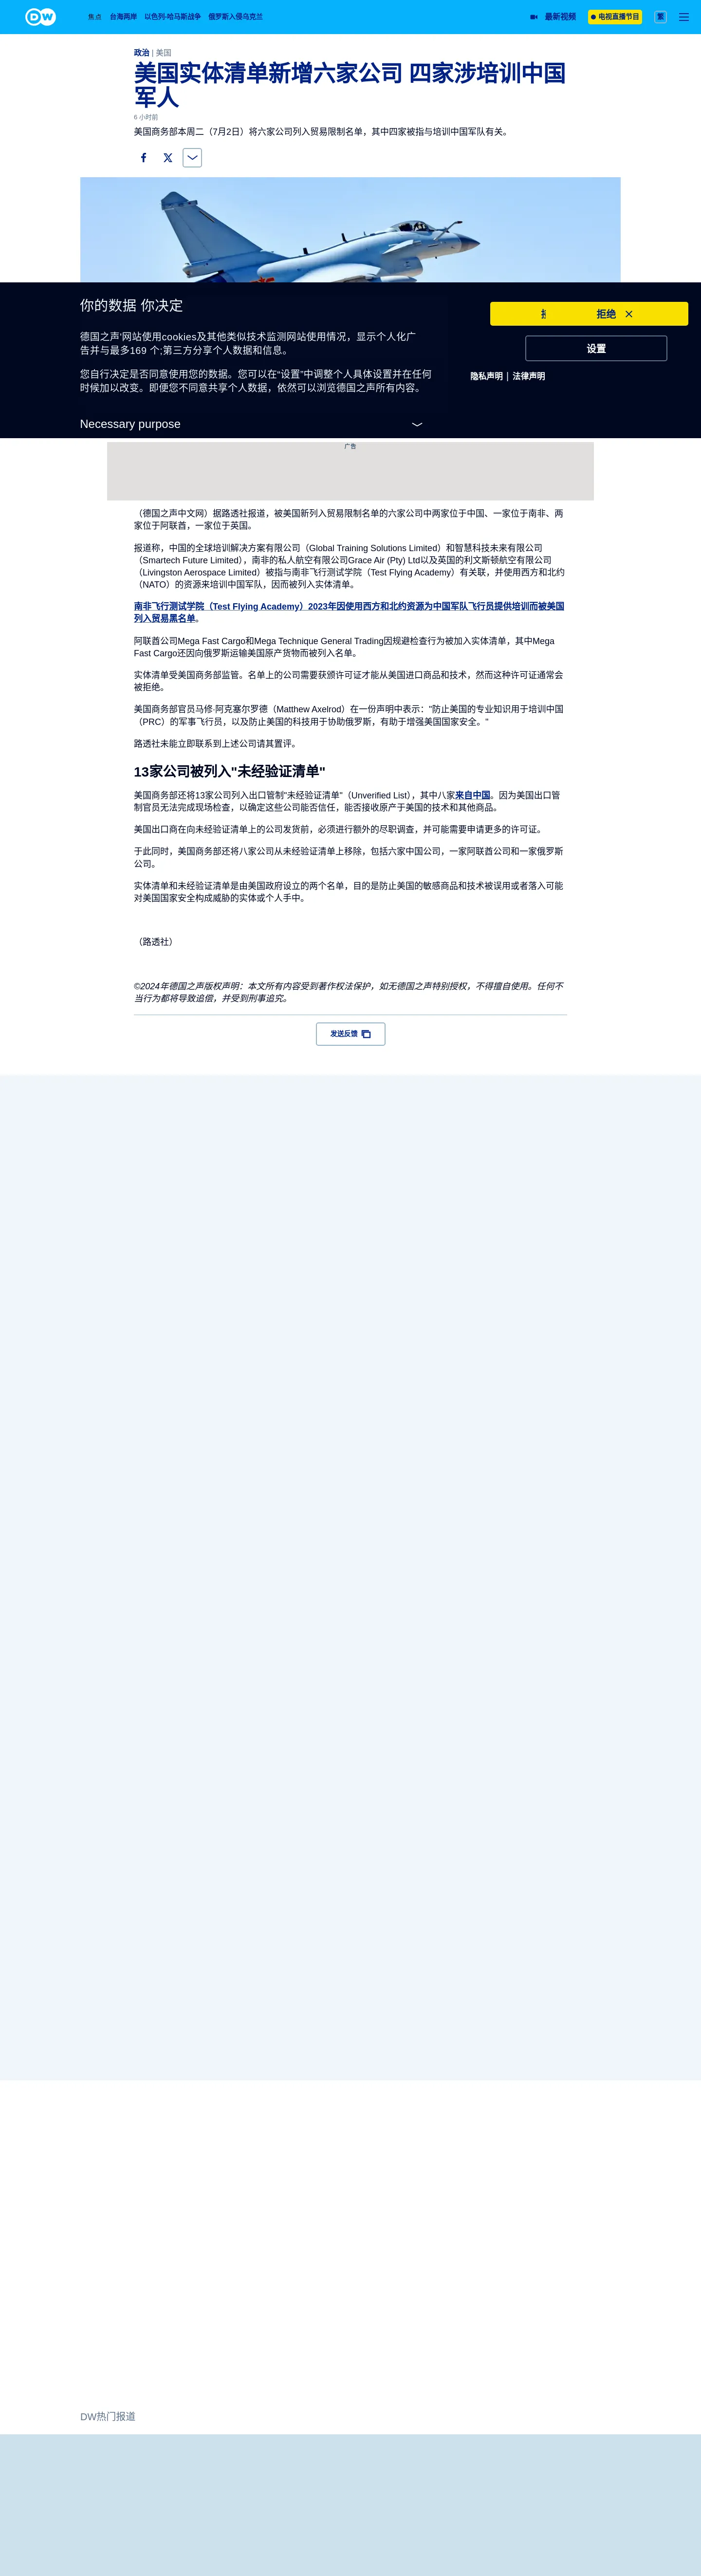 DW
焦点 台海两岸 以色列-哈马斯战争 俄罗斯入侵乌克兰 最新视频 电视直播节目 繁
政治 | 美国
美国实体清单新增六家公司 四家涉培训中国
军人
6 小时前
美国商务部本周二（7月2日）将六家公司列入贸易限制名单，其中四家被指与培训中国军队有关。
你的数据 你决定
德国之声'网站使用cookies及其他类似技术监测网站使用情况，显示个人化广
告并与最多169 个;第三方分享个人数据和信息。
您自行决定是否同意使用您的数据。您可以在“设置”中调整个人具体设置并在任何
时候加以改变。即便您不同意共享个人数据，依然可以浏览德国之声所有内容。
Necessary purpose
拒绝
设置
隐私声明 | 法律声明
广告
（德国之声中文网）据路透社报道，被美国新列入贸易限制名单的六家公司中两家位于中国、一家位于南非、两
家位于阿联酋，一家位于英国。
报道称，中国的全球培训解决方案有限公司（Global Training Solutions Limited）和智慧科技未来有限公司
（Smartech Future Limited），南非的私人航空有限公司Grace Air (Pty) Ltd以及英国的利文斯顿航空有限公司
（Livingston Aerospace Limited）被指与南非飞行测试学院（Test Flying Academy）有关联，并使用西方和北约
（NATO）的资源来培训中国军队，因而被列入实体清单。
南非飞行测试学院（Test Flying Academy）2023年因使用西方和北约资源为中国军队飞行员提供培训而被美国
列入贸易黑名单。
阿联酋公司Mega Fast Cargo和Mega Technique General Trading因规避检查行为被加入实体清单，其中Mega
Fast Cargo还因向俄罗斯运输美国原产货物而被列入名单。
实体清单受美国商务部监管。名单上的公司需要获颁许可证才能从美国进口商品和技术，然而这种许可证通常会
被拒绝。
美国商务部官员马修·阿克塞尔罗德（Matthew Axelrod）在一份声明中表示："防止美国的专业知识用于培训中国
（PRC）的军事飞行员，以及防止美国的科技用于协助俄罗斯，有助于增强美国国家安全。"
路透社未能立即联系到上述公司请其置评。
13家公司被列入"未经验证清单"
美国商务部还将13家公司列入出口管制"未经验证清单"（Unverified List），其中八家来自中国。因为美国出口管
制官员无法完成现场检查，以确定这些公司能否信任，能否接收原产于美国的技术和其他商品。
美国出口商在向未经验证清单上的公司发货前，必须进行额外的尽职调查，并可能需要申请更多的许可证。
于此同时，美国商务部还将八家公司从未经验证清单上移除，包括六家中国公司，一家阿联酋公司和一家俄罗斯
公司。
实体清单和未经验证清单是由美国政府设立的两个名单，目的是防止美国的敏感商品和技术被误用或者落入可能
对美国国家安全构成威胁的实体或个人手中。
（路透社）
©2024年德国之声版权声明：本文所有内容受到著作权法保护，如无德国之声特别授权，不得擅自使用。任何不
当行为都将导致追偿，并受到刑事追究。
发送反馈
DW热门报道